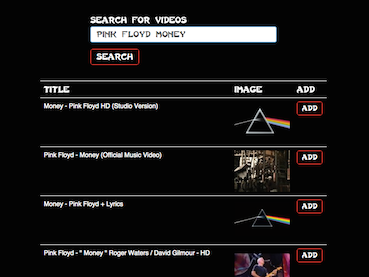 SEARCH FOR VIDEOS
PINK FLOYD MONEY
SEARCH
TITLE IMAGE ADD
Money - Pink Floyd HD (Studio Version) ADD
Pink Floyd - Money (Official Music Video) ADD
Money - Pink Floyd + Lyrics ADD
Pink Floyd - " Money " Roger Waters / David Gilmour - HD ADD